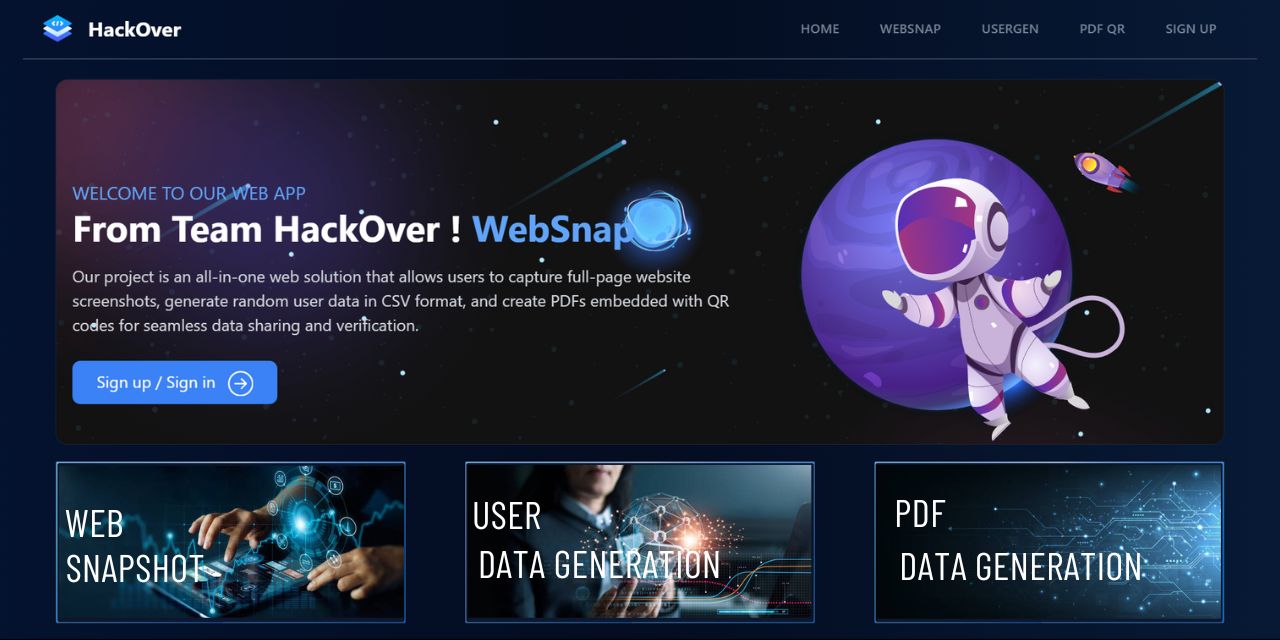 HackOver
HOME WEBSNAP USERGEN PDF QR SIGN UP
WELCOME TO OUR WEB APP
From Team HackOver ! WebSnap
Our project is an all-in-one web solution that allows users to capture full-page website
screenshots, generate random user data in CSV format, and create PDFs embedded with QR
codes for seamless data sharing and verification.
Sign up / Sign in
WEB
SNAPSHOT
USER
DATA GENERATION
PDF
DATA GENERATION